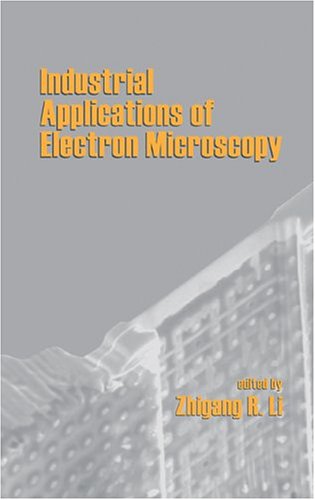 Industrial
Applications of
Electron Microscopy
edited by
Zhigang R. Li